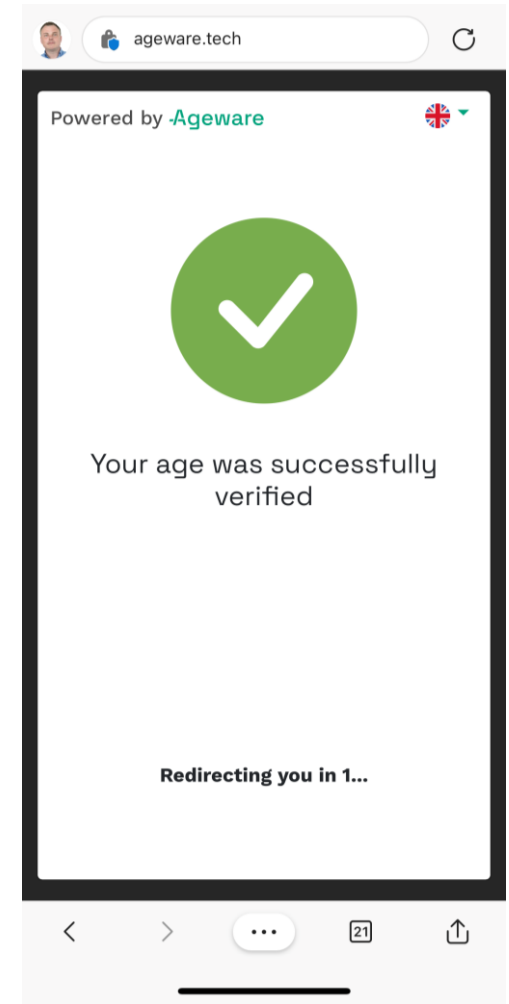 ageware.tech
Powered by Ageware
Your age was successfully
verified
Redirecting you in 1...
21